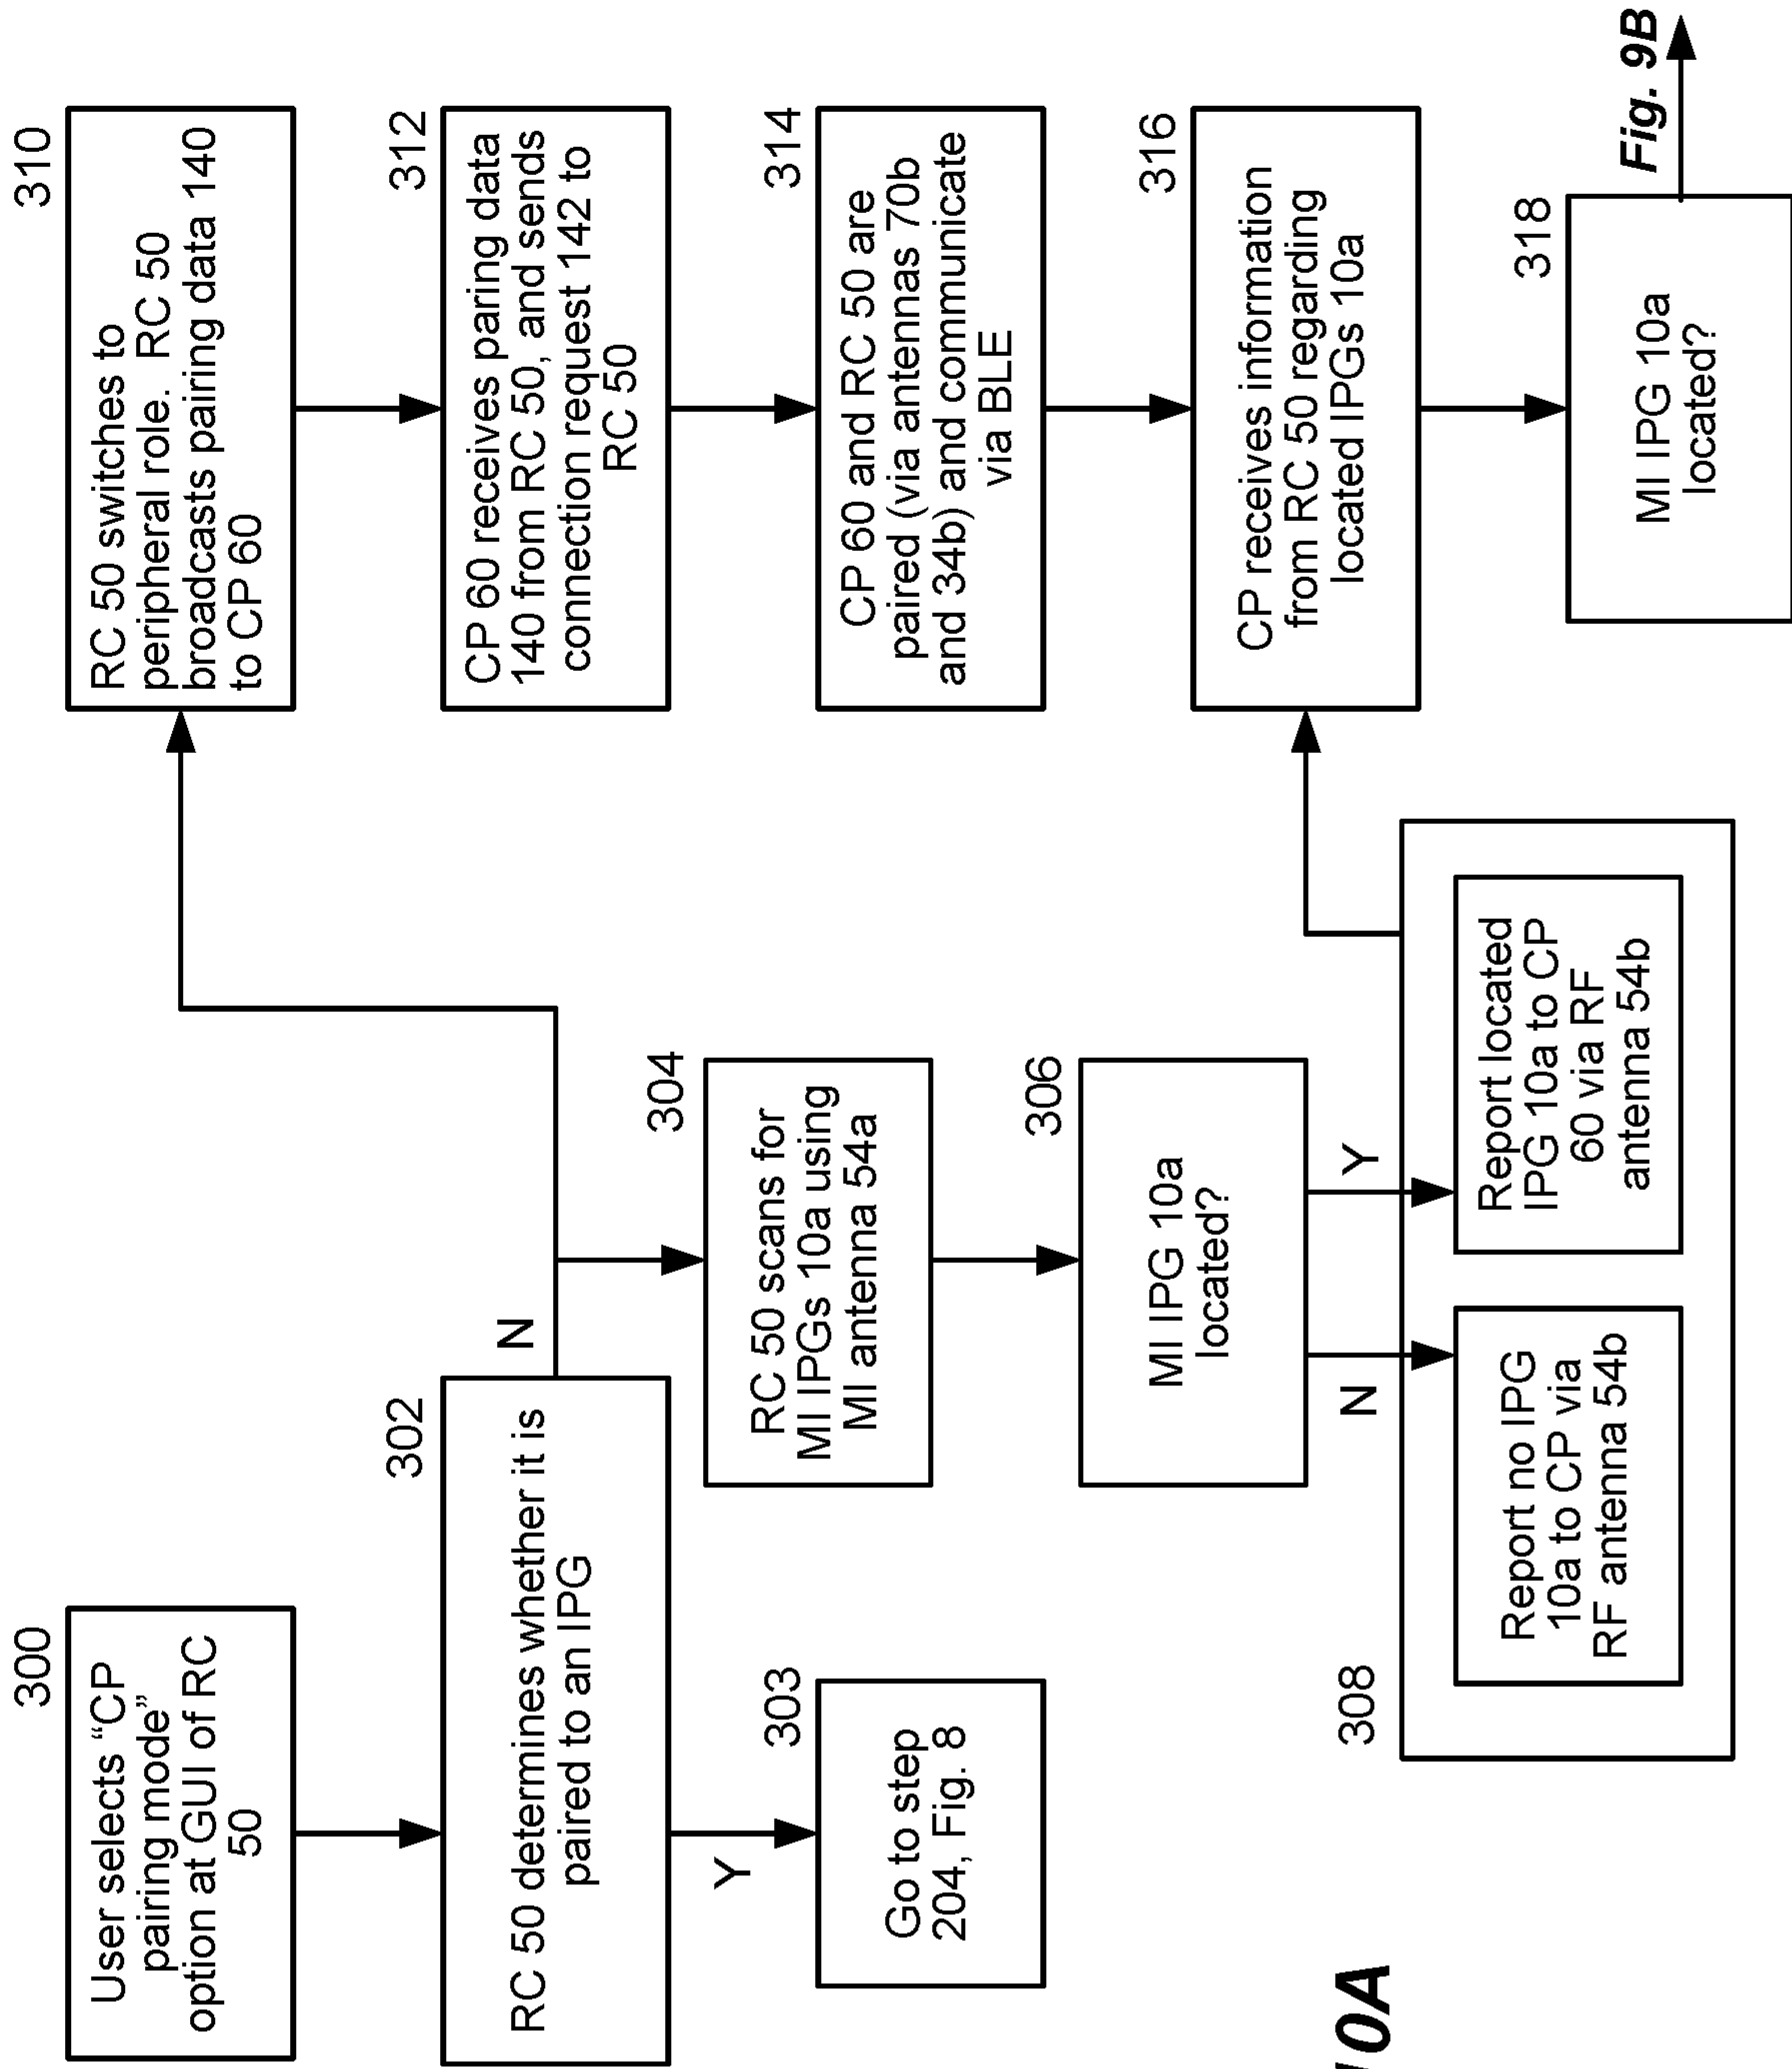 300
User selects “CP
pairing mode”
option at GUI of RC
50
302
RC 50 determines whether it is
paired to an IPG
Y
N
303
Go to step
204, Fig. 8
304
RC 50 scans for
MI IPGs 10a using
MI antenna 54a
306
MI IPG 10a
located?
N
Y
308
Report no IPG
10a to CP via
RF antenna 54b
Report located
IPG 10a to CP
60 via RF
antenna 54b
310
RC 50 switches to
peripheral role. RC 50
broadcasts pairing data 140
to CP 60
312
CP 60 receives paring data
140 from RC 50, and sends
connection request 142 to
RC 50
314
CP 60 and RC 50 are
paired (via antennas 70b
and 34b) and communicate
via BLE
316
CP receives information
from RC 50 regarding
located IPGs 10a
318
MI IPG 10a
located?
Fig. 9B
10A